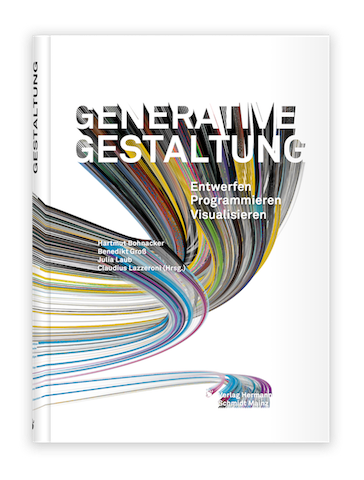 GESTALTUNG
GENERATIVE
GESTALTUNG
Entwerfen
Programmieren
Visualisieren
Hartmut Bohnacker
Benedikt Groß
Julia Laub
Claudius Lazzeroni (Hrsg.)
Verlag Hermann
Schmidt Mainz